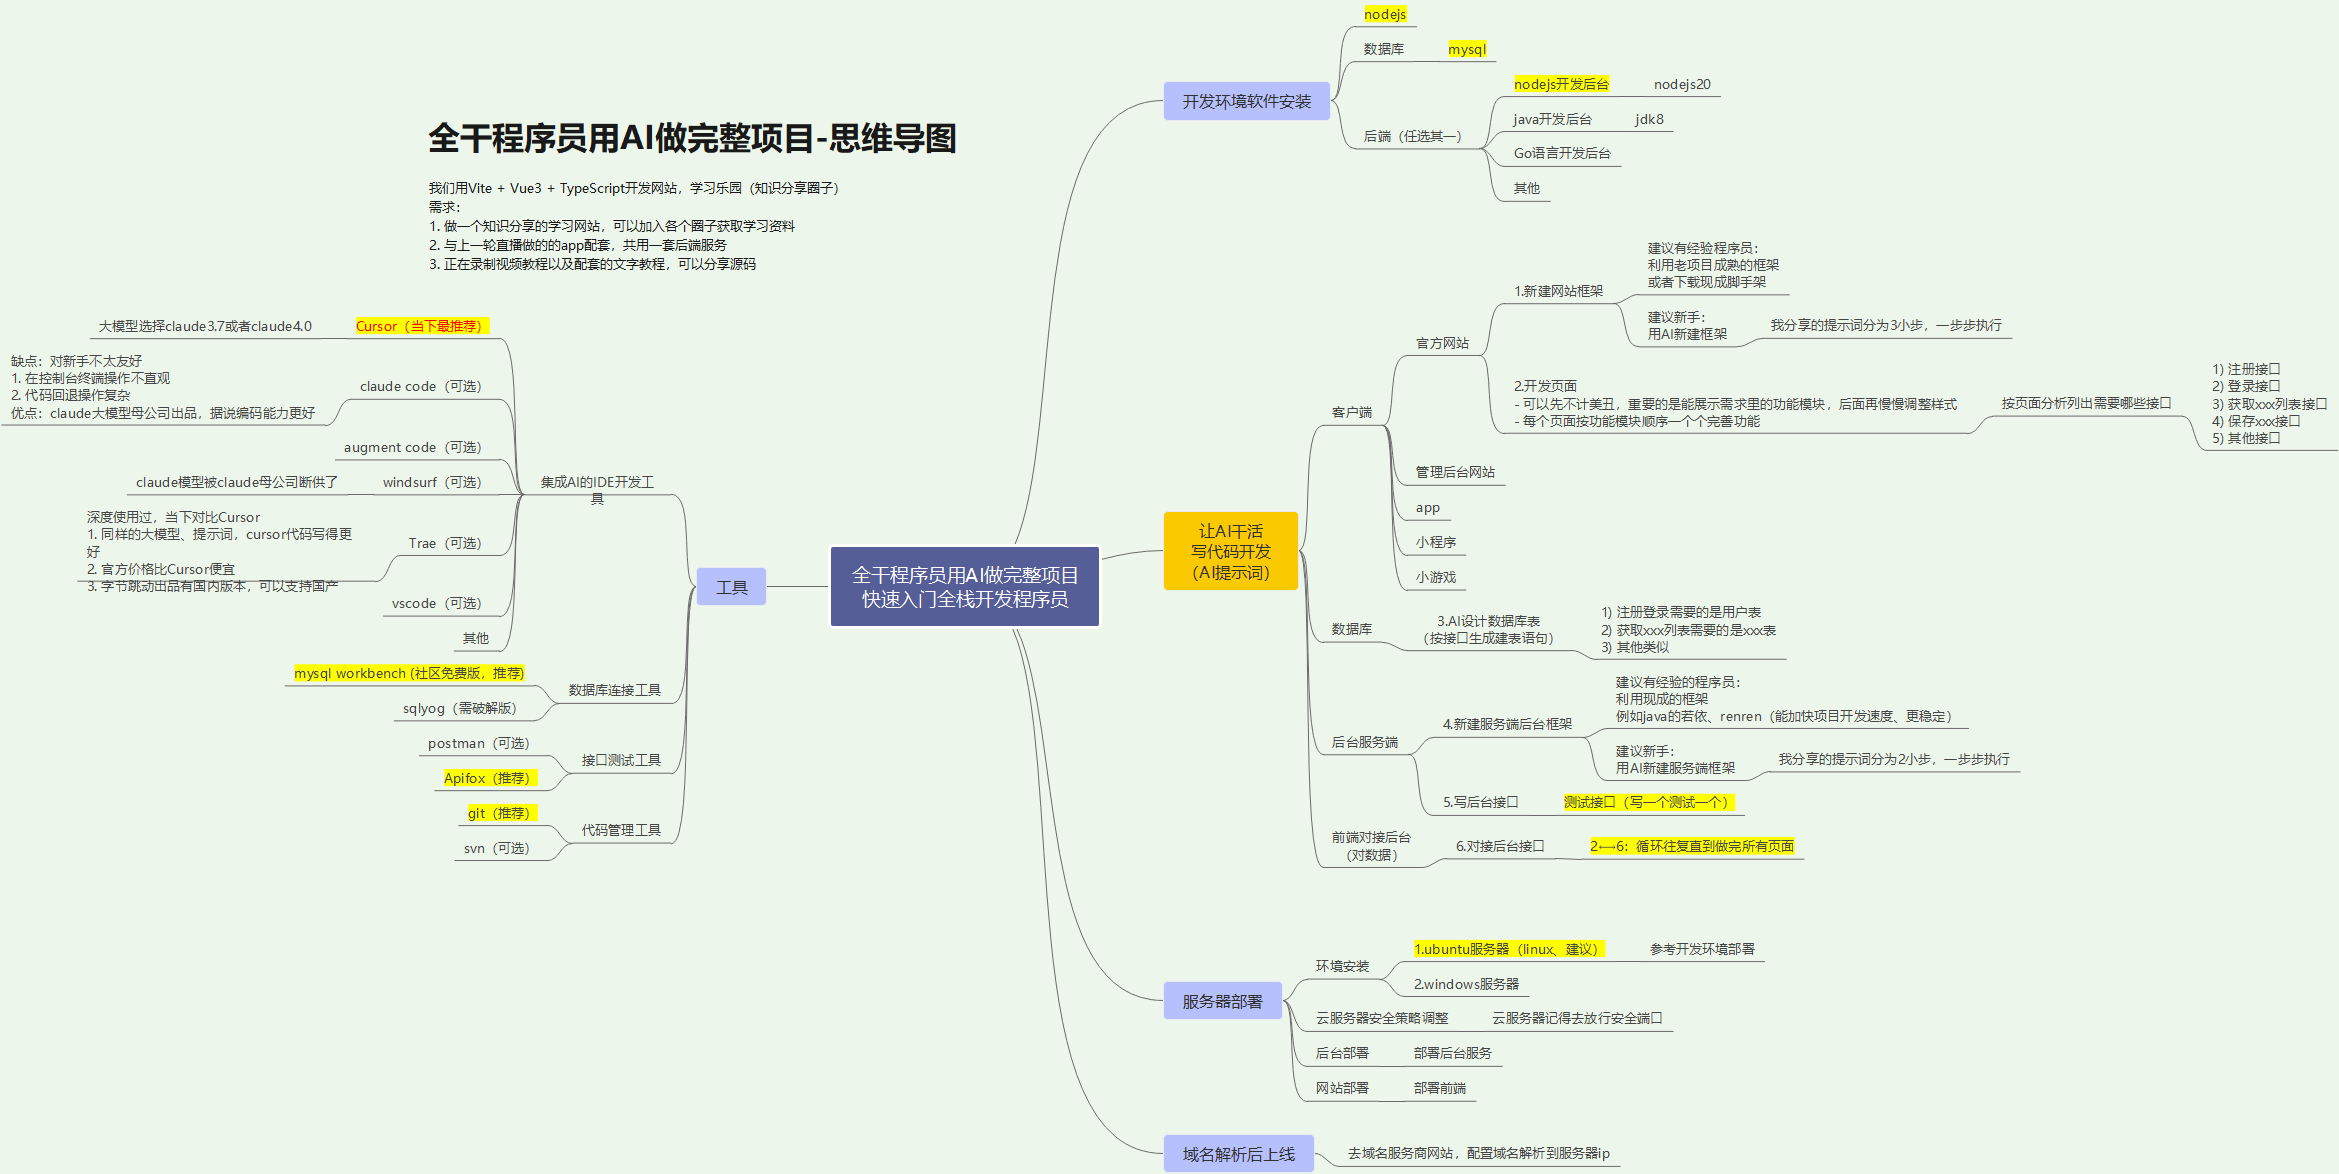 全干程序员用AI做完整项目-思维导图
我们用Vite + Vue3 + TypeScript开发网站，学习乐园（知识分享圈子）
需求：
1. 做一个知识分享的学习网站，可以加入各个圈子获取学习资料
2. 与上一轮直播做的的app配套，共用一套后端服务
3. 正在录制视频教程以及配套的文字教程，可以分享源码
全干程序员用AI做完整项目
快速入门全栈开发程序员
开发环境软件安装
nodejs
数据库
mysql
后端（任选其一）
nodejs开发后台
nodejs20
java开发后台
jdk8
Go语言开发后台
其他
让AI干活
写代码开发
（AI提示词）
客户端
官方网站
1.新建网站框架
建议有经验程序员：
利用老项目成熟的框架
或者下载现成脚手架
建议新手：
用AI新建框架
我分享的提示词分为3小步，一步步执行
2.开发页面
- 可以先不计美丑，重要的是能展示需求里的功能模块，后面再慢慢调整样式
- 每个页面按功能模块顺序一个个完善功能
按页面分析列出需要哪些接口
1) 注册接口
2) 登录接口
3) 获取xxx列表接口
4) 保存xxx接口
5) 其他接口
管理后台网站
app
小程序
小游戏
数据库
3.AI设计数据库表
（按接口生成建表语句）
1) 注册登录需要的是用户表
2) 获取xxx列表需要的是xxx表
3) 其他类似
后台服务端
4.新建服务端后台框架
建议有经验的程序员：
利用现成的框架
例如java的若依、renren（能加快项目开发速度、更稳定）
建议新手：
用AI新建服务端框架
我分享的提示词分为2小步，一步步执行
5.写后台接口
测试接口（写一个测试一个）
前端对接后台
（对数据）
6.对接后台接口
2<-->6：循环往复直到做完所有页面
服务器部署
环境安装
1.ubuntu服务器（linux、建议）
参考开发环境部署
2.windows服务器
云服务器安全策略调整
云服务器记得去放行安全端口
后台部署
部署后台服务
网站部署
部署前端
域名解析后上线
去域名服务商网站，配置域名解析到服务器ip
工具
集成AI的IDE开发工
具
Cursor（当下最推荐）
大模型选择claude3.7或者claude4.0
claude code（可选）
缺点：对新手不太友好
1. 在控制台终端操作不直观
2. 代码回退操作复杂
优点：claude大模型母公司出品，据说编码能力更好
augment code（可选）
windsurf（可选）
claude模型被claude母公司断供了
Trae（可选）
深度使用过，当下对比Cursor
1. 同样的大模型、提示词，cursor代码写得更
好
2. 官方价格比Cursor便宜
3. 字节跳动出品有国内版本，可以支持国产
vscode（可选）
其他
数据库连接工具
mysql workbench (社区免费版，推荐)
sqlyog（需破解版）
接口测试工具
postman（可选）
Apifox（推荐）
代码管理工具
git（推荐）
svn（可选）